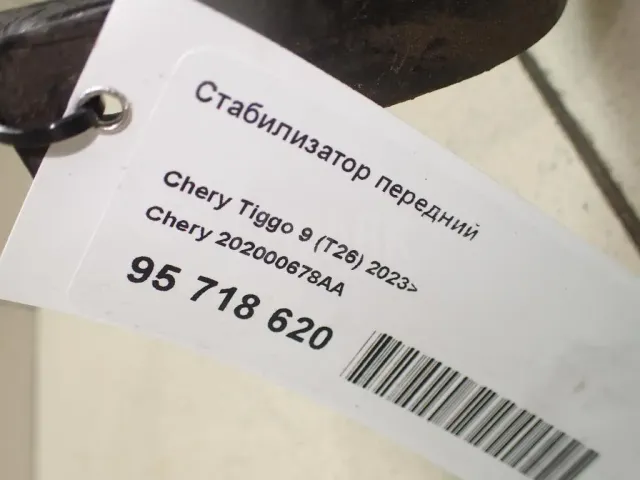 Стабилизатор передний
Chery Tiggo 9 (T26) 2023>
Chery 202000678AA
95 718 620